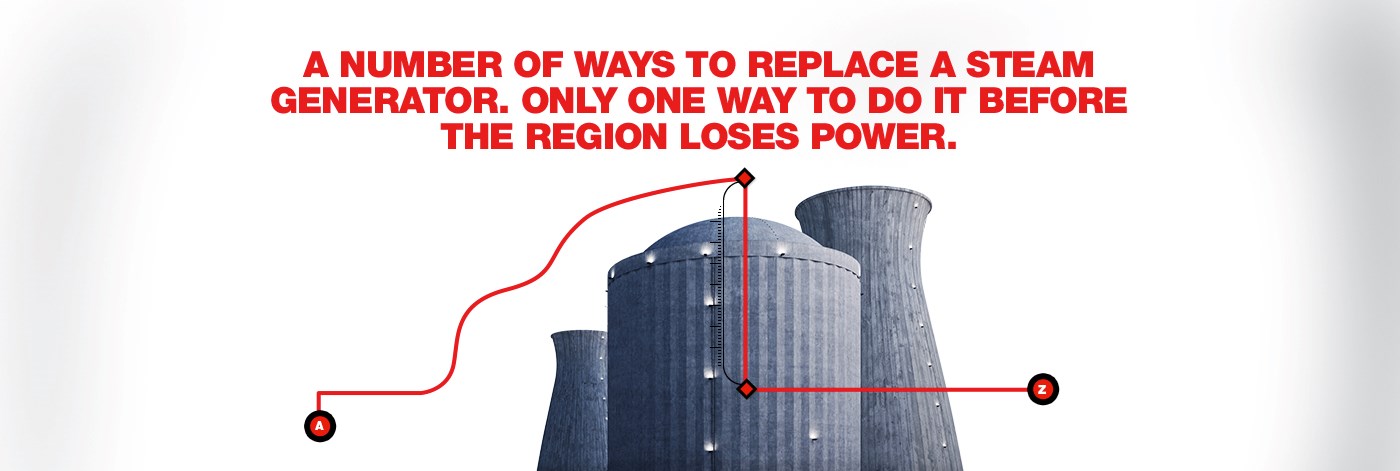 A NUMBER OF WAYS TO REPLACE A STEAM
GENERATOR. ONLY ONE WAY TO DO IT BEFORE
THE REGION LOSES POWER.
A
Z